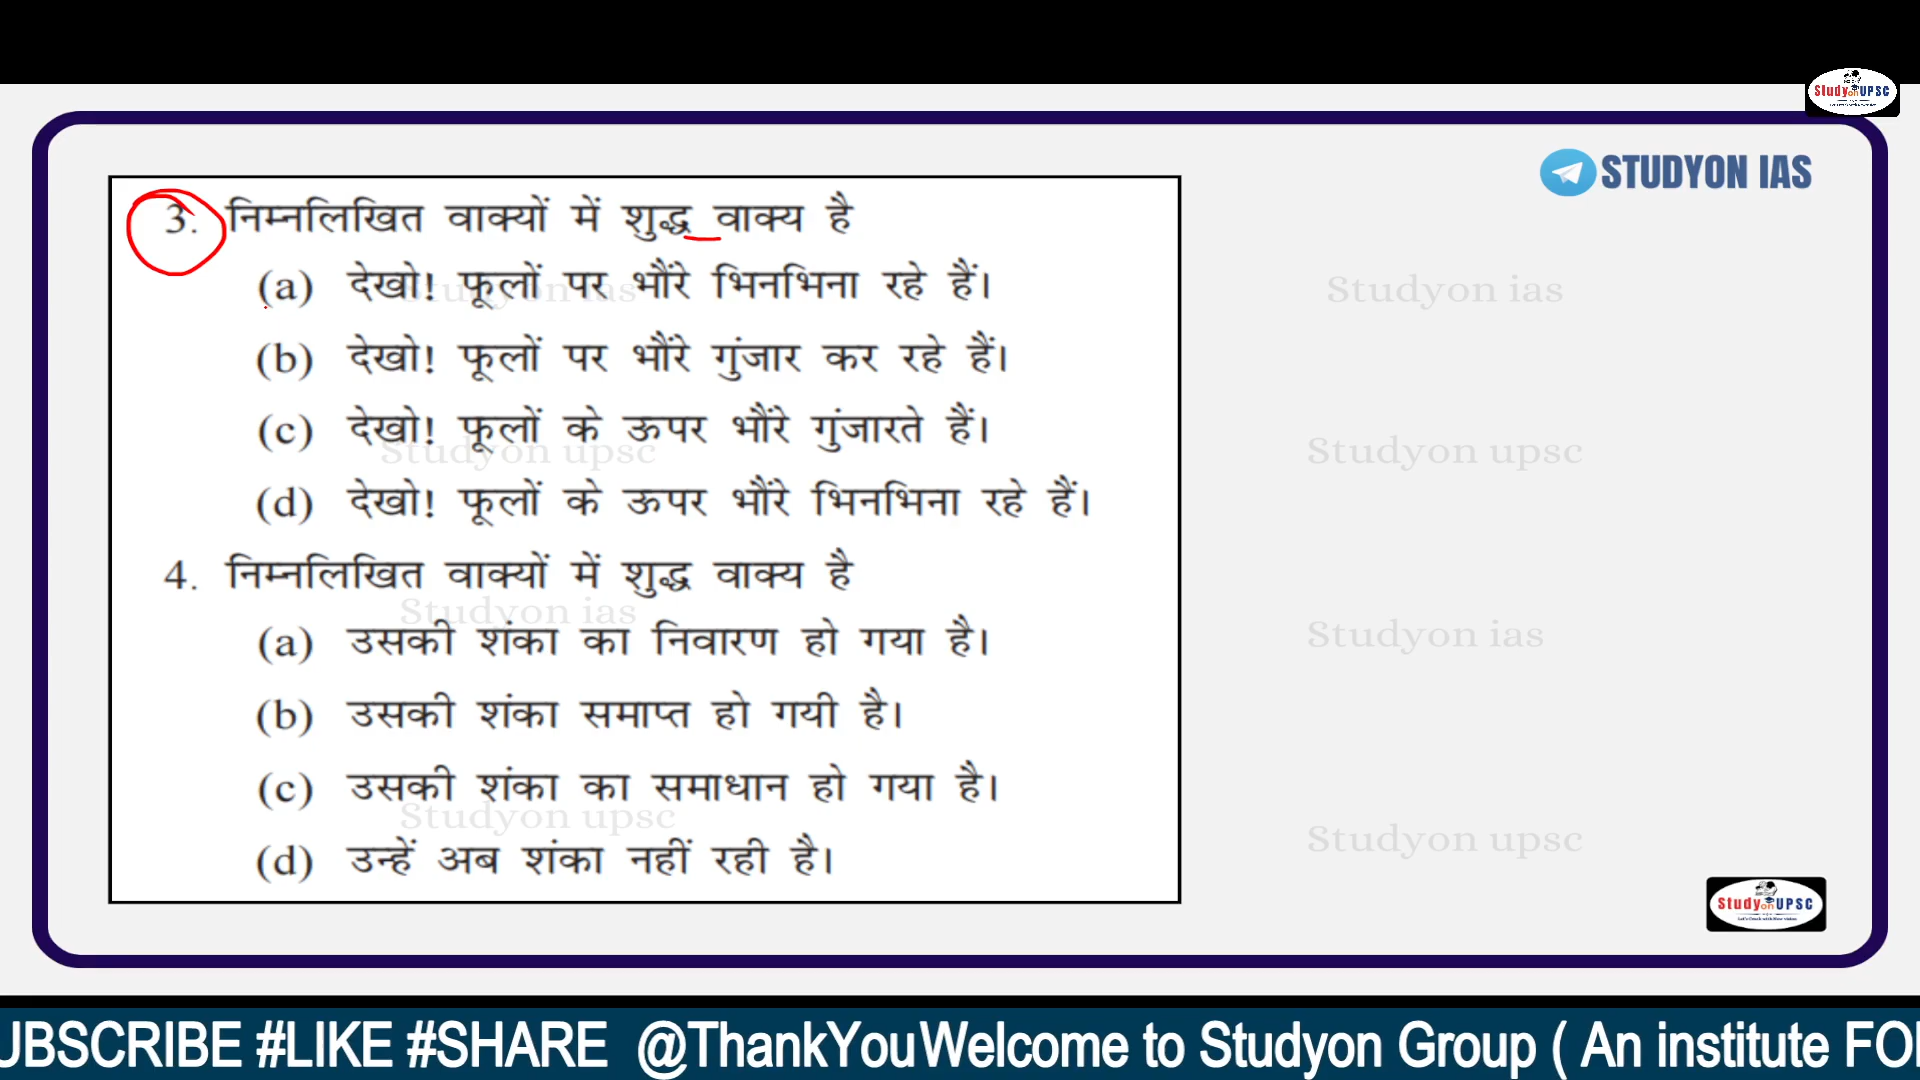 StudyonUPSC
STUDYON IAS
3. निम्नलिखित वाक्यों में शुद्ध वाक्य है
(a) देखो! फूलों पर भौंरे भिनभिना रहे हैं।
(b) देखो! फूलों पर भौंरे गुंजार कर रहे हैं।
(c) देखो! फूलों के ऊपर भौंरे गुंजारते हैं।
(d) देखो! फूलों के ऊपर भौंरे भिनभिना रहे हैं।
4. निम्नलिखित वाक्यों में शुद्ध वाक्य है
(a) उसकी शंका का निवारण हो गया है।
(b) उसकी शंका समाप्त हो गयी है।
(c) उसकी शंका का समाधान हो गया है।
(d) उन्हें अब शंका नहीं रही है।
Studyon ias
Studyon upsc
Studyon ias
Studyon upsc
Studyon ias
Studyon upsc
Studyon ias
Studyon upsc
StudyonUPSC
UBSCRIBE #LIKE #SHARE @ThankYouWelcome to Studyon Group ( An institute FO